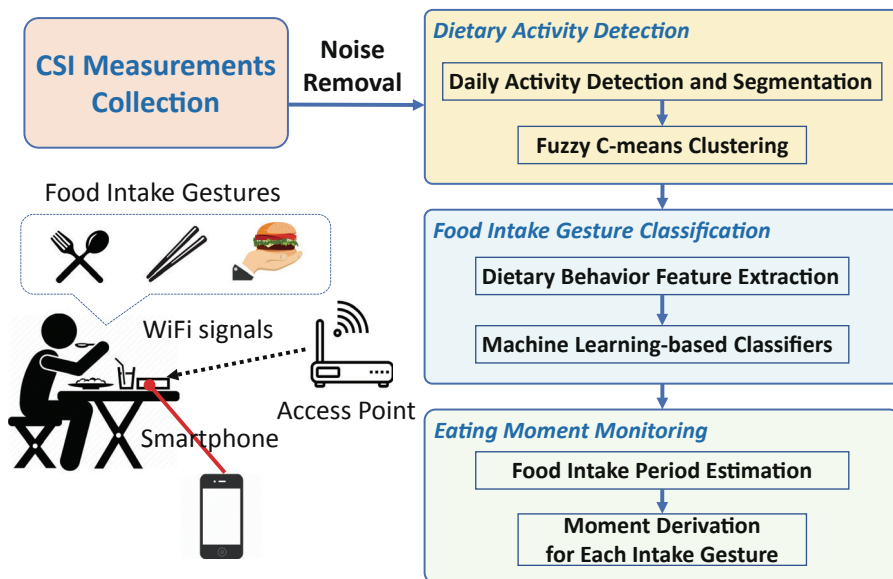 CSI Measurements
Collection
Noise
Removal
Dietary Activity Detection
Daily Activity Detection and Segmentation
Fuzzy C-means Clustering
Food Intake Gestures
WiFi signals
Access Point
Smartphone
Food Intake Gesture Classification
Dietary Behavior Feature Extraction
Machine Learning-based Classifiers
Eating Moment Monitoring
Food Intake Period Estimation
Moment Derivation
for Each Intake Gesture